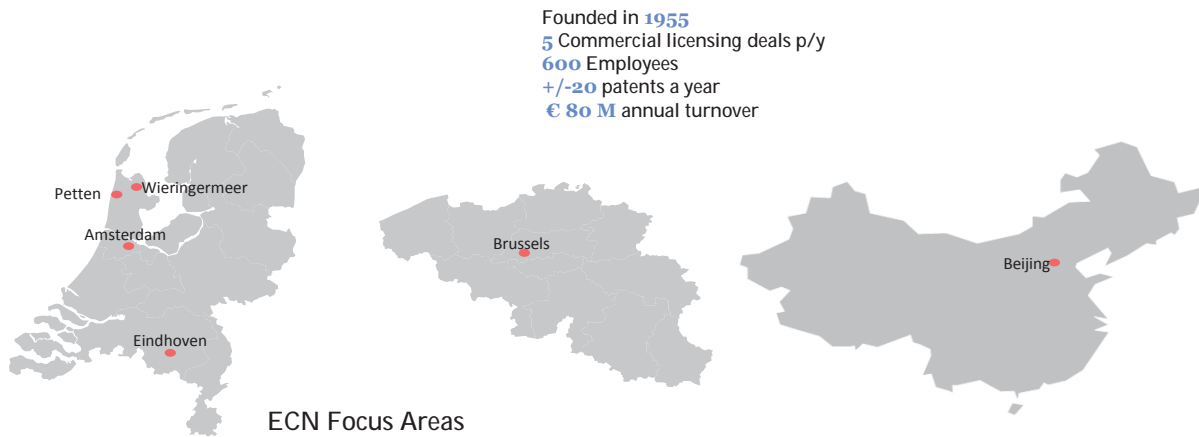 Founded in 1955
5 Commercial licensing deals p/y
600 Employees
+/-20 patents a year
€ 80 M annual turnover
Petten
Wieringermeer
Amsterdam
Eindhoven
Brussels
Beijing
ECN Focus Areas